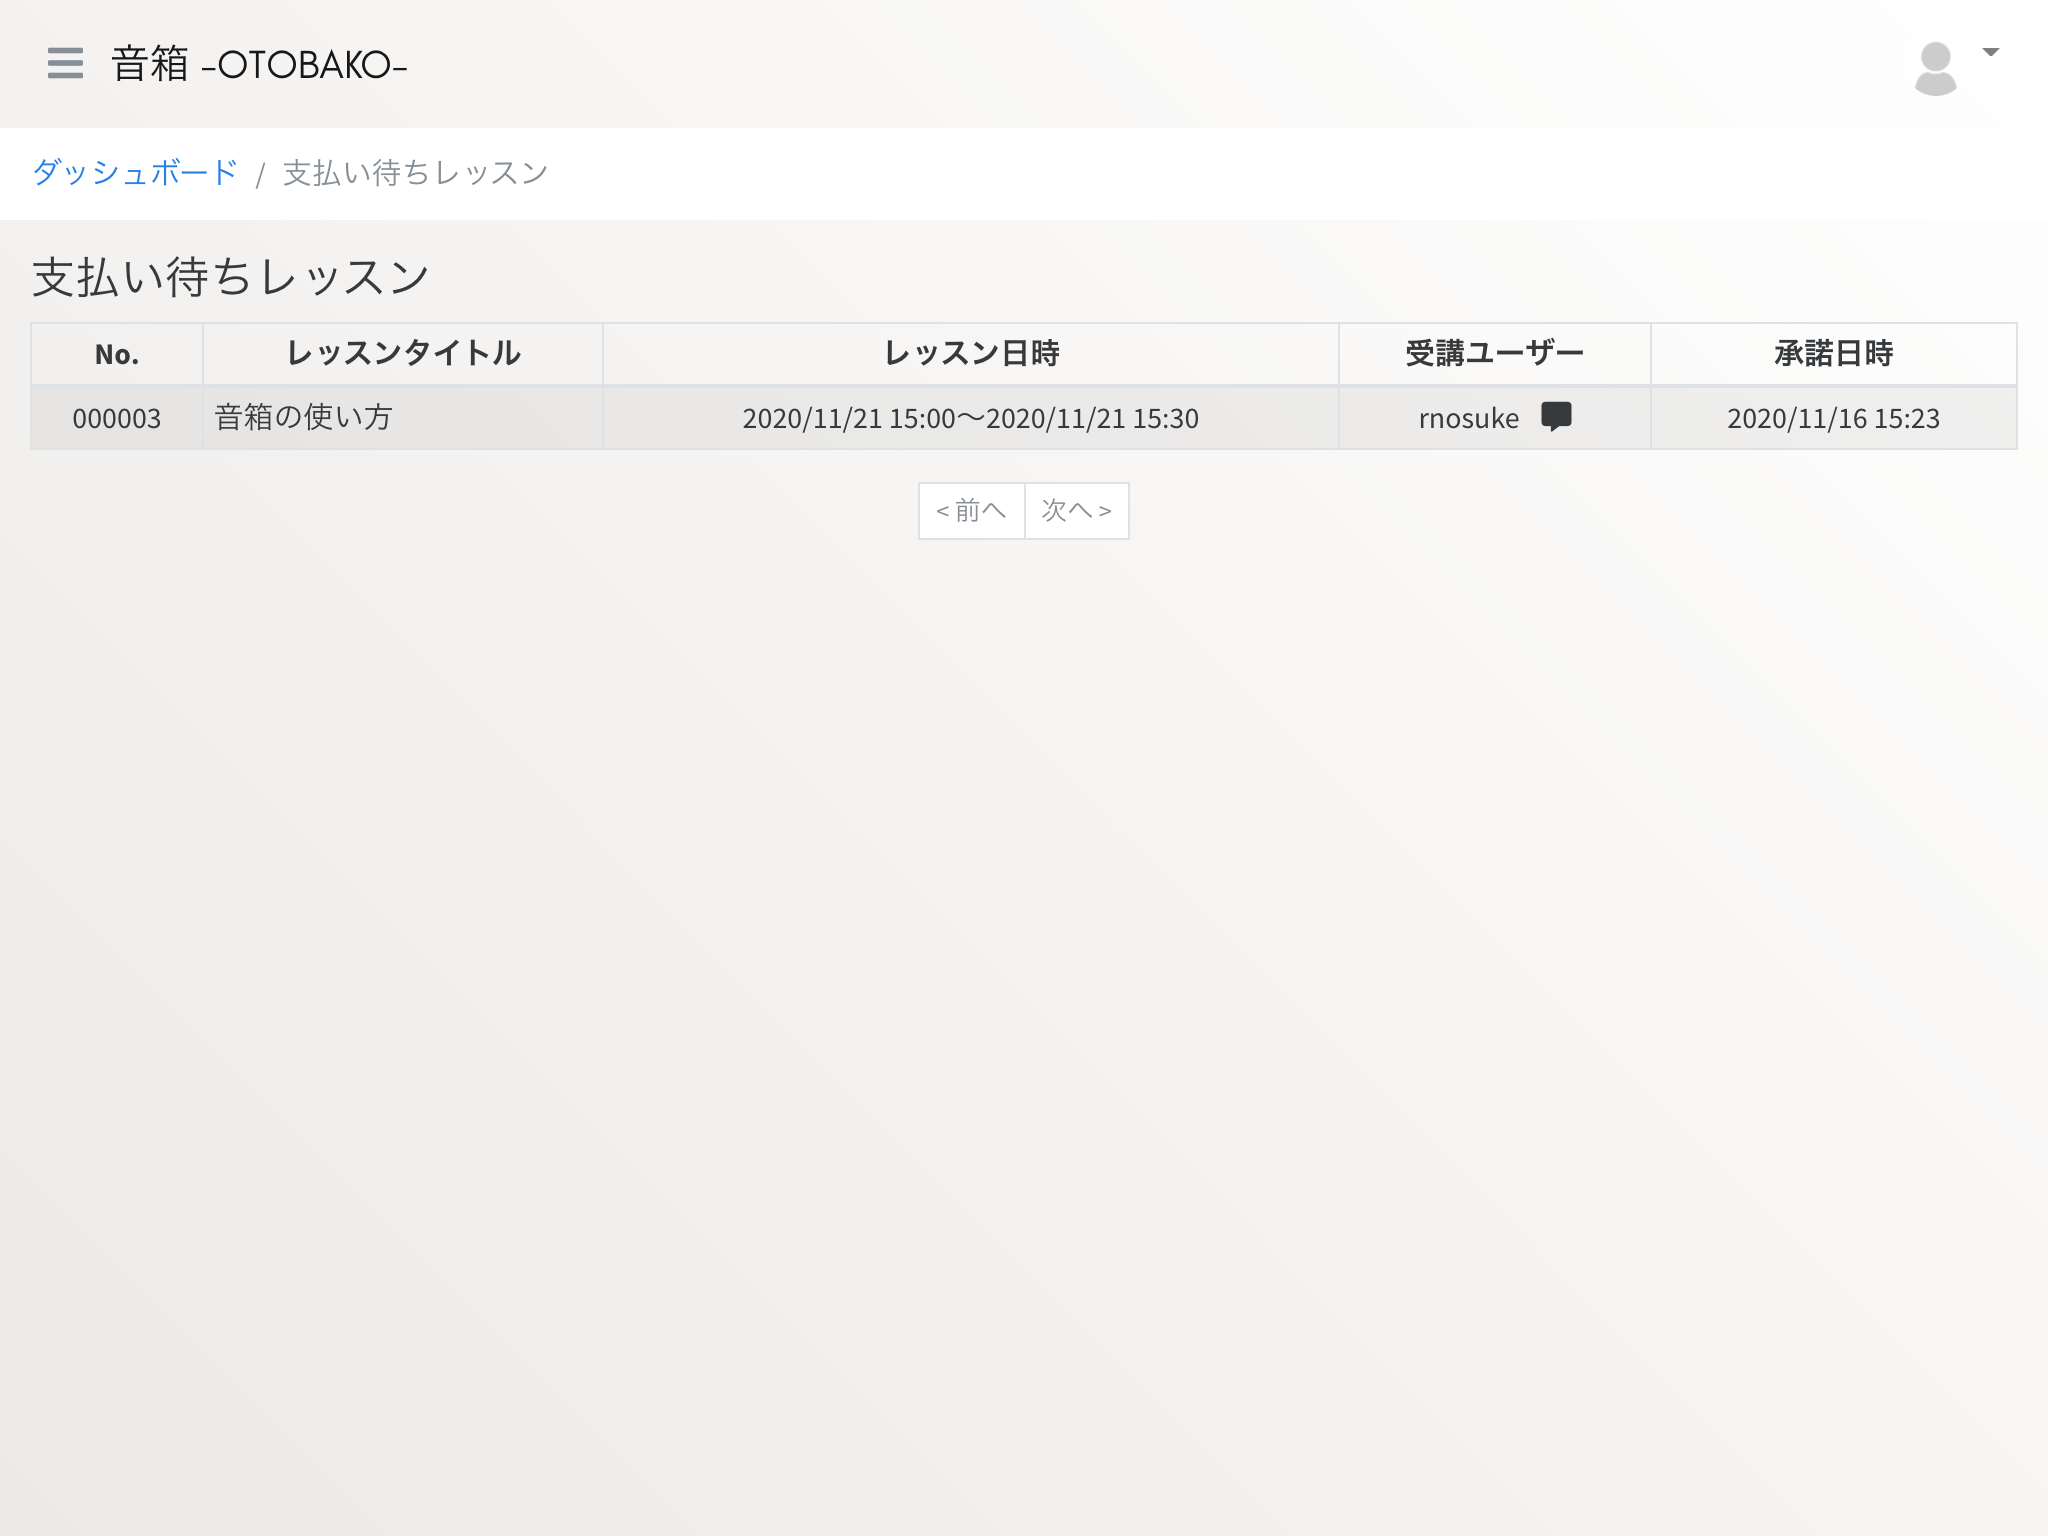 音箱 -OTOBAKO-
ダッシュボード / 支払い待ちレッスン
支払い待ちレッスン
No. レッスンタイトル レッスン日時 受講ユーザー 承諾日時
000003 音箱の使い方 2020/11/21 15:00〜2020/11/21 15:30 rnosuke 2020/11/16 15:23
< 前へ 次へ >